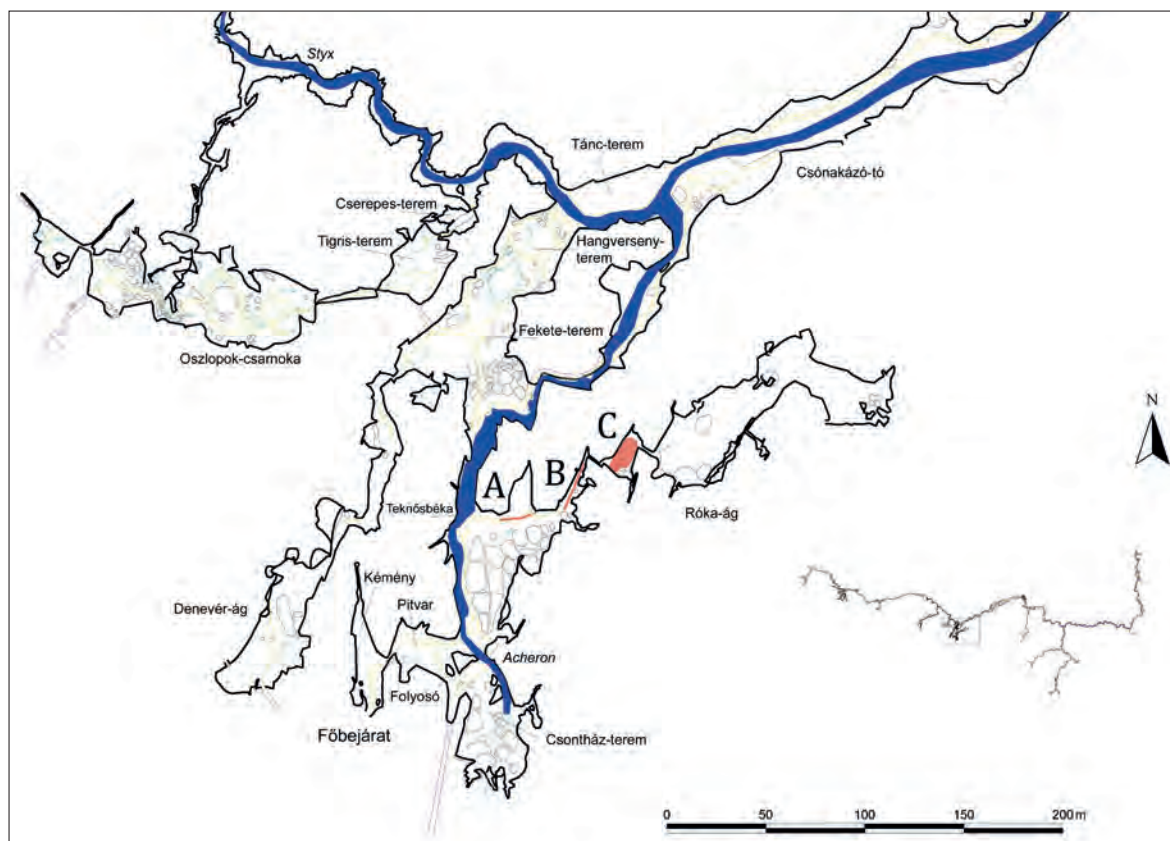 Styx
Tánc-terem
Csónakázó-tó
Cserepes-terem
Tigris-terem
Hangverseny-
terem
Fekete-terem
Oszlopok-csarnoka
C
N
A
B
Teknősbéka
Róka-ág
Kémény
Denevér-ág
Pitvar
Acheron
Folyosó
Főbejárat
Csontház-terem
0 50 100 150 200 m